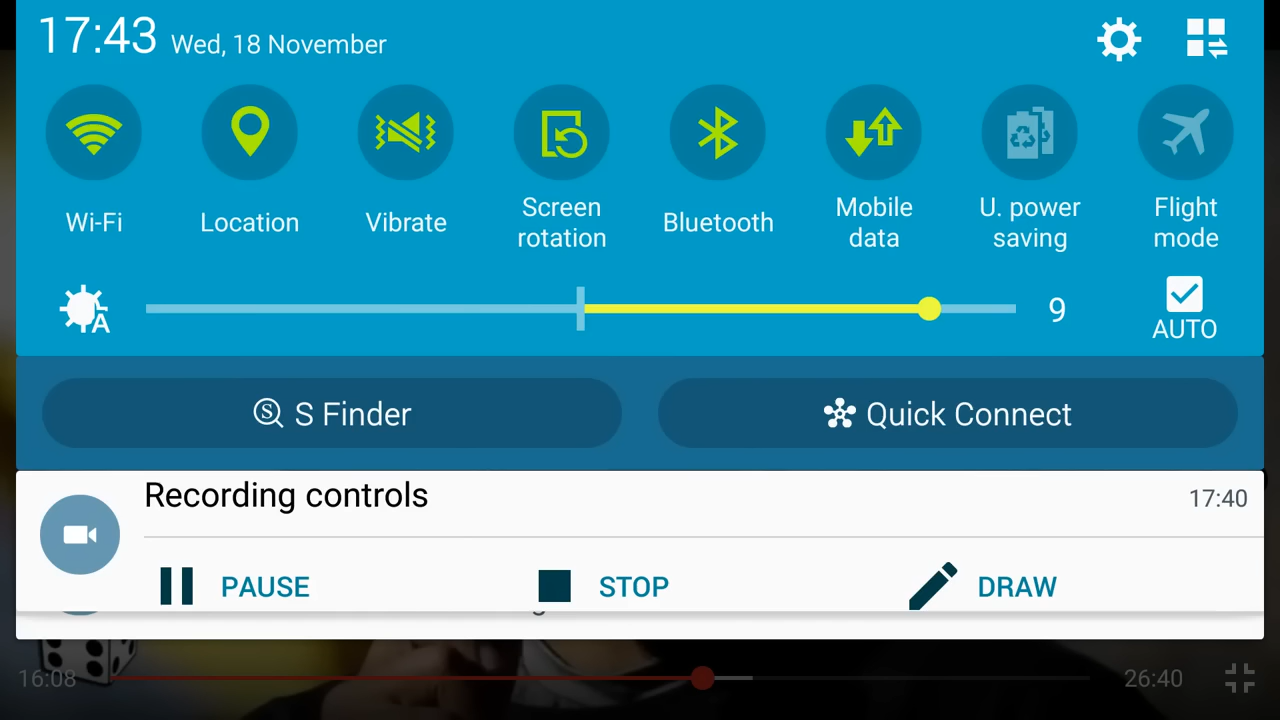 17:43 Wed, 18 November
Wi-Fi
Location
Vibrate
Screen
rotation
Bluetooth
Mobile
data
U. power
saving
Flight
mode
A
9
AUTO
S Finder
Quick Connect
Recording controls
17:40
PAUSE
STOP
DRAW
16:08
26:40